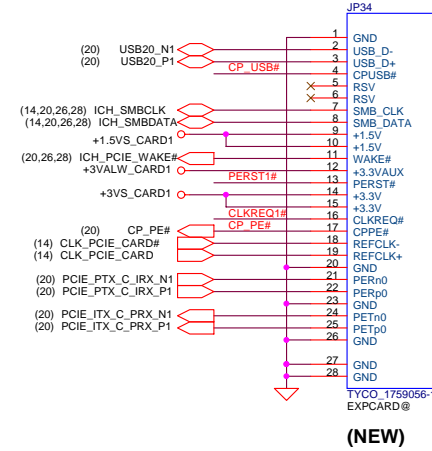 JP34
1 GND
(20) USB20_N1 2 USB_D-
(20) USB20_P1 3 USB_D+
CP_USB# 4 CPUSB#
5 RSV
6 RSV
(14,20,26,28) ICH_SMBCLK 7 SMB_CLK
(14,20,26,28) ICH_SMBDATA 8 SMB_DATA
+1.5VS_CARD1 9 +1.5V
10 +1.5V
(20,26,28) ICH_PCIE_WAKE# 11 WAKE#
+3VALW_CARD1 12 +3.3VAUX
PERST1# 13 PERST#
+3VS_CARD1 14 +3.3V
15 +3.3V
CLKREQ1# 16 CLKREQ#
(20) CP_PE# CP_PE# 17 CPPE#
(14) CLK_PCIE_CARD# 18 REFCLK-
(14) CLK_PCIE_CARD 19 REFCLK+
20 GND
(20) PCIE_PTX_C_IRX_N1 21 PERn0
(20) PCIE_PTX_C_IRX_P1 22 PERp0
23 GND
(20) PCIE_ITX_C_PRX_N1 24 PETn0
(20) PCIE_ITX_C_PRX_P1 25 PETp0
26 GND
27 GND
28 GND
TYCO_1759056-1
EXPCARD@
(NEW)